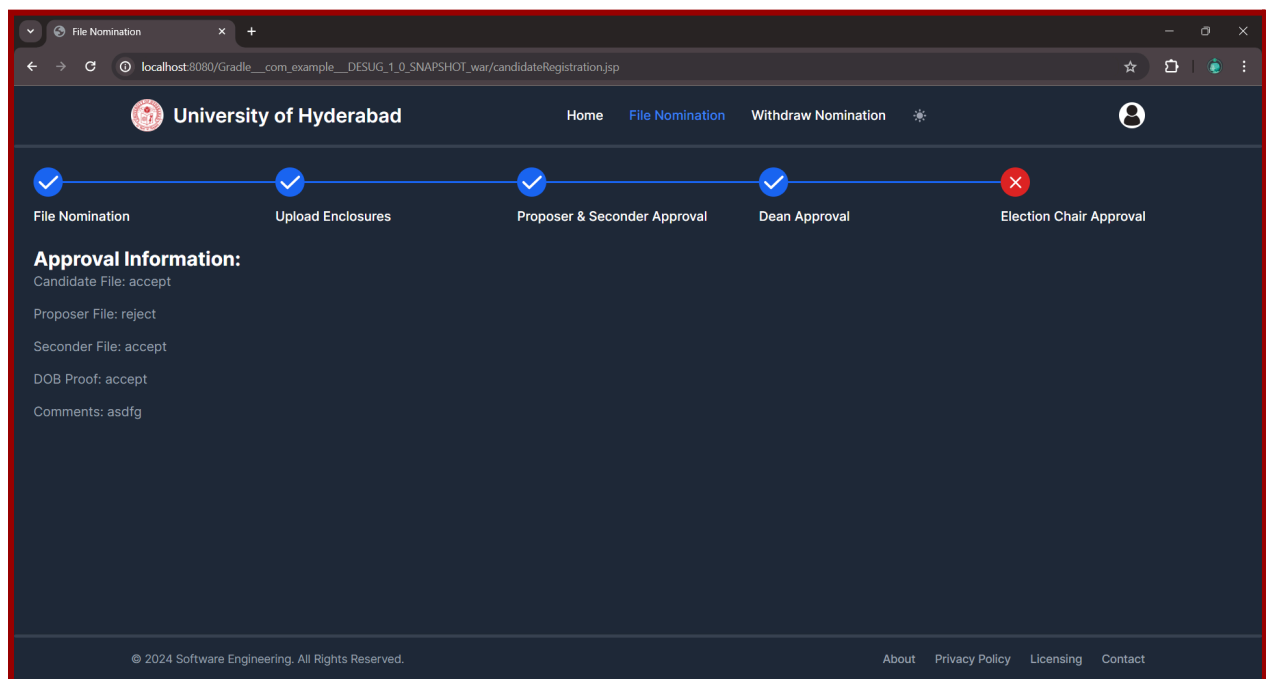 File Nomination
localhost:8080/Gradle___com_example___DESUG_1_0_SNAPSHOT_war/candidateRegistration.jsp
University of Hyderabad Home File Nomination Withdraw Nomination
File Nomination Upload Enclosures Proposer & Seconder Approval Dean Approval Election Chair Approval
Approval Information:
Candidate File: accept
Proposer File: reject
Seconder File: accept
DOB Proof: accept
Comments: asdfg
© 2024 Software Engineering. All Rights Reserved. About Privacy Policy Licensing Contact